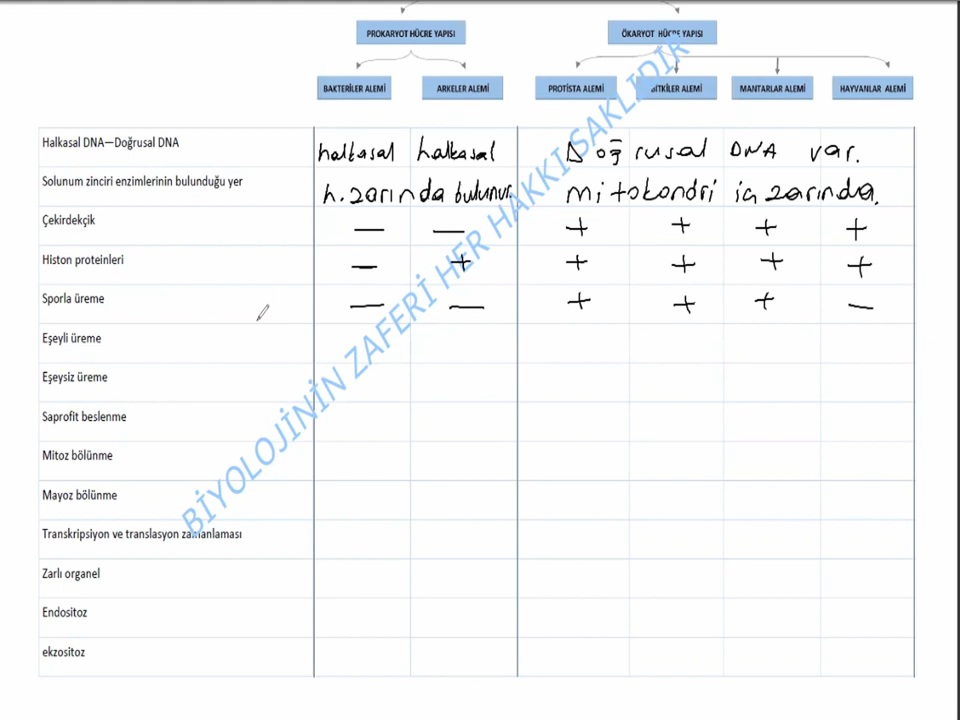 PROKARYOT HÜCRE YAPISI ÖKARYOT HÜCRE YAPISI
BAKTERİLER ALEMİ ARKELER ALEMİ PROTİSTA ALEMİ BİTKİLER ALEMİ MANTARLAR ALEMİ HAYVANLAR ALEMİ
Halkasal DNA—Doğrusal DNA halkasal halkasal Doğrusal DNA var.
Solunum zinciri enzimlerinin bulunduğu yer h. zarında bulunur. mitokondri iç zarında.
Çekirdekçik — — + + + +
Histon proteinleri — + + + + +
Sporla üreme — — + + + —
Eşeyli üreme
Eşeysiz üreme
Saprofit beslenme
Mitoz bölünme
Mayoz bölünme
Transkripsiyon ve translasyon zamanlaması
Zarlı organel
Endositoz
ekzositoz
BİYOLOJİNİN ZAFERİ HER HAKKI SAKLIDIR